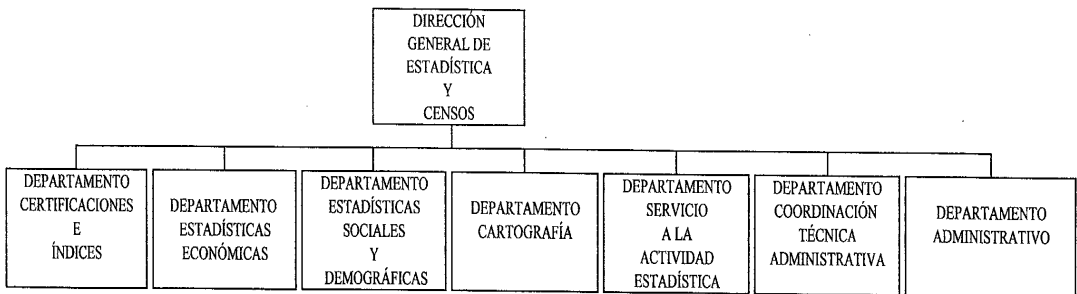 DIRECCIÓN
GENERAL DE
ESTADÍSTICA
Y
CENSOS
DEPARTAMENTO
CERTIFICACIONES
E
ÍNDICES
DEPARTAMENTO
ESTADÍSTICAS
ECONÓMICAS
DEPARTAMENTO
ESTADÍSTICAS
SOCIALES
Y
DEMOGRÁFICAS
DEPARTAMENTO
CARTOGRAFÍA
DEPARTAMENTO
SERVICIO
A LA
ACTIVIDAD
ESTADÍSTICA
DEPARTAMENTO
COORDINACIÓN
TÉCNICA
ADMINISTRATIVA
DEPARTAMENTO
ADMINISTRATIVO